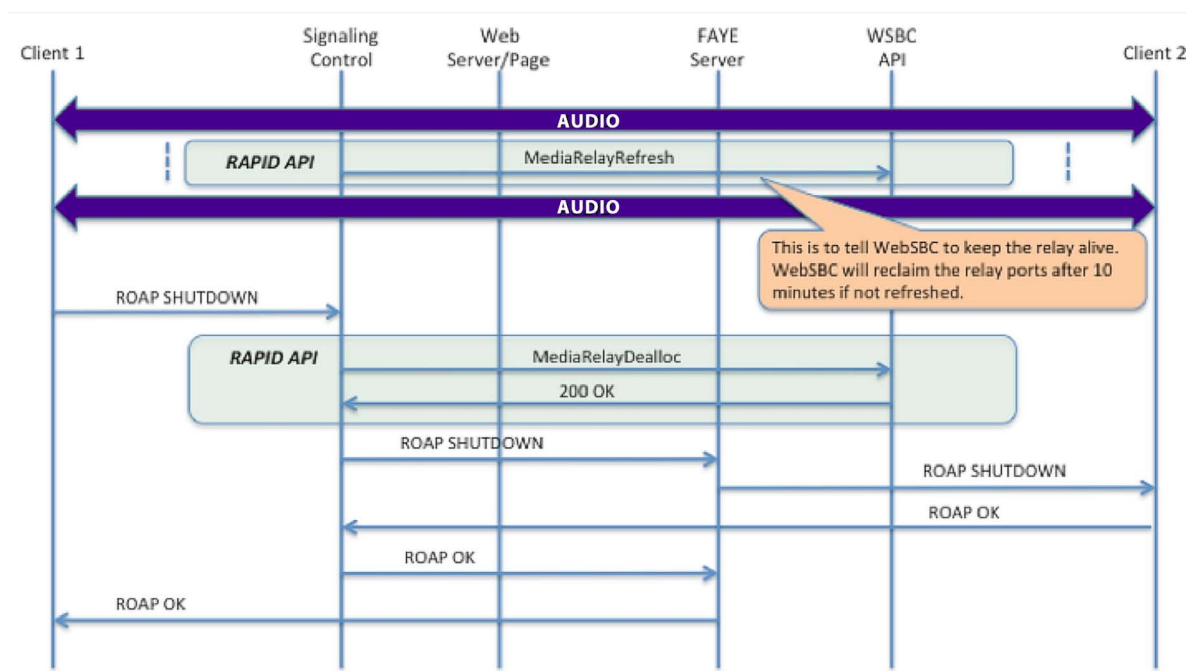 Client 1
Signaling
Control
Web
Server/Page
FAYE
Server
WSBC
API
Client 2
AUDIO
RAPID API
MediaRelayRefresh
AUDIO
This is to tell WebSBC to keep the relay alive.
WebSBC will reclaim the relay ports after 10
minutes if not refreshed.
ROAP SHUTDOWN
RAPID API
MediaRelayDealloc
200 OK
ROAP SHUTDOWN
ROAP SHUTDOWN
ROAP OK
ROAP OK
ROAP OK